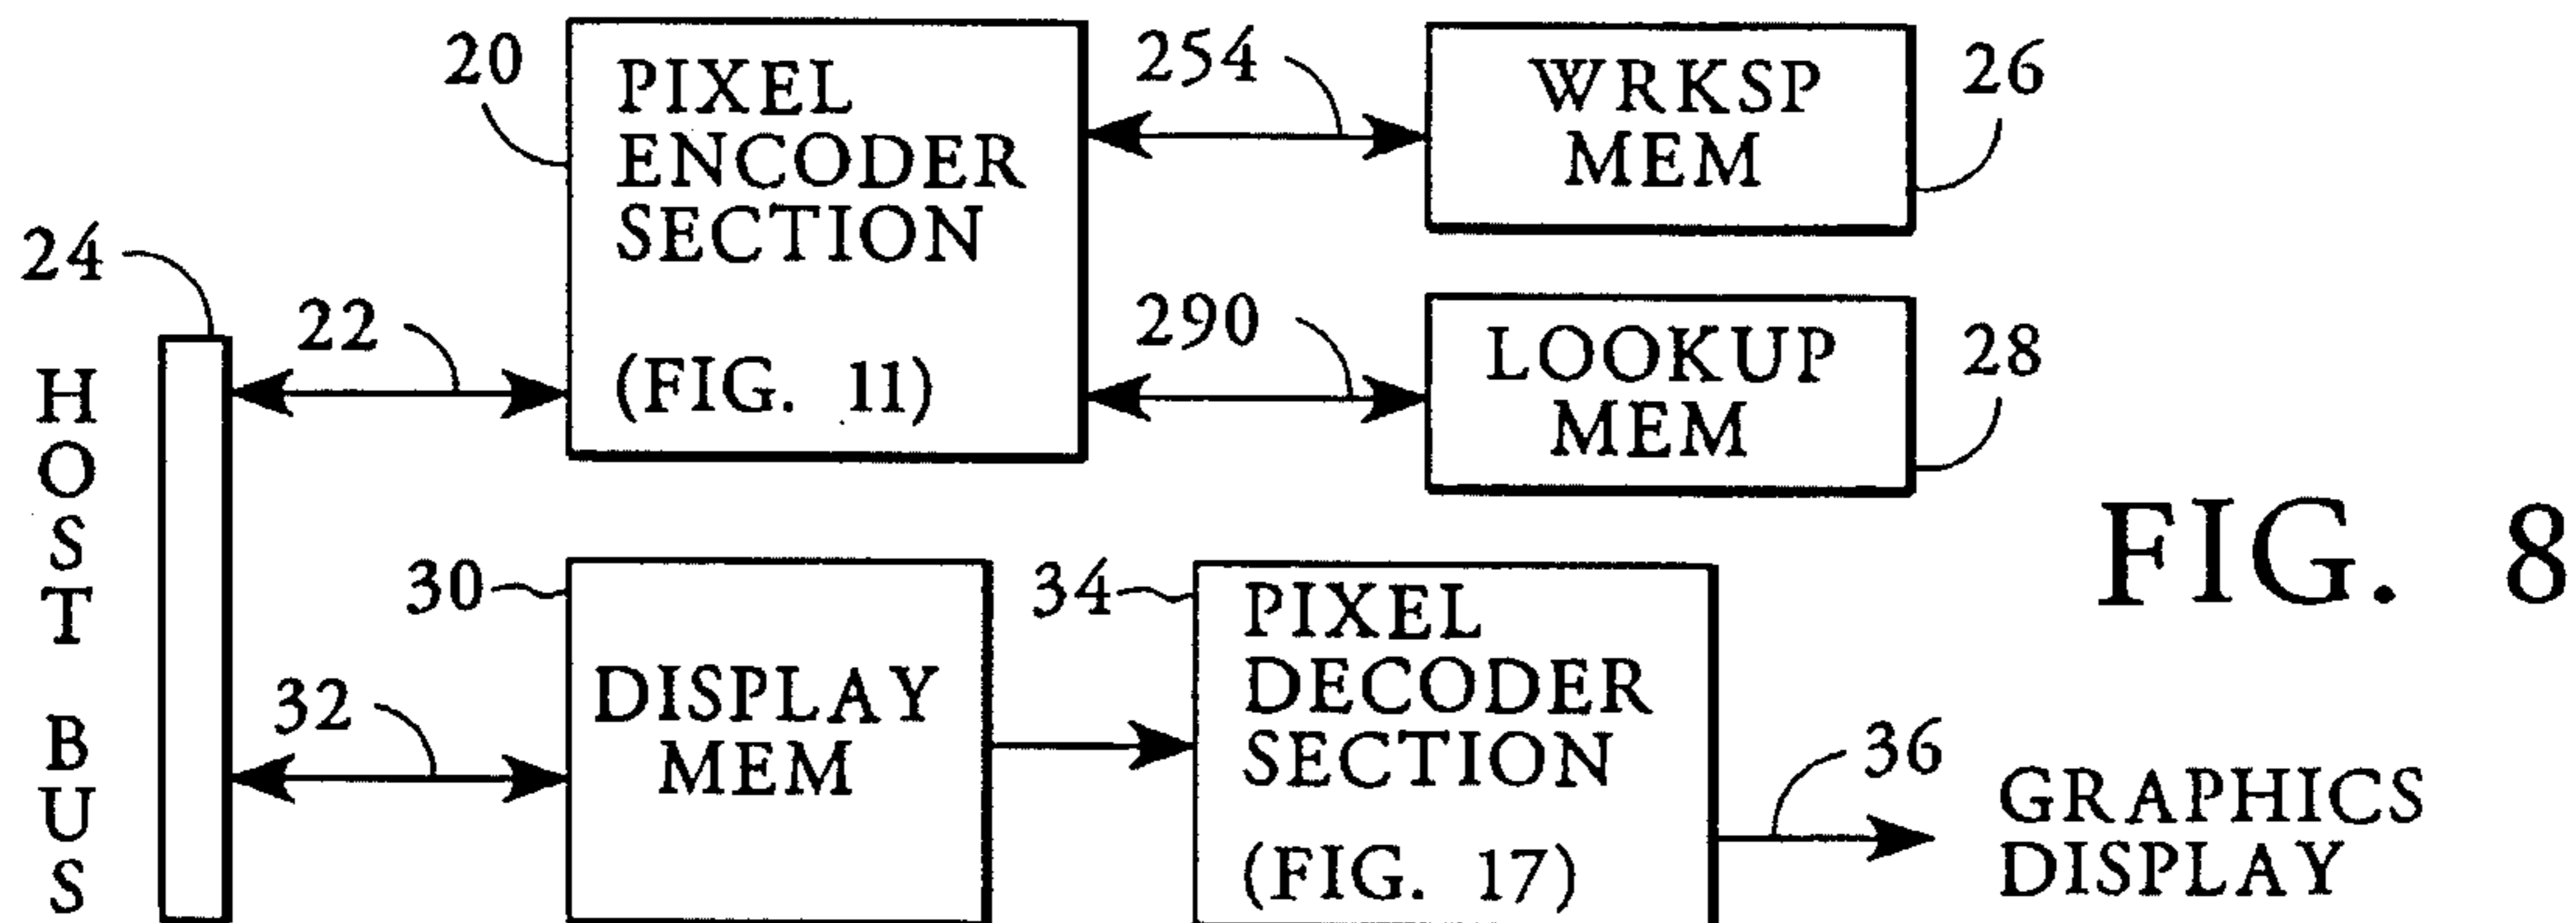 20
PIXEL
ENCODER
SECTION
(FIG. 11)
254
WRKSP
MEM
26
24
22
290
LOOKUP
MEM
28
HOST BUS
30
DISPLAY
MEM
32
34
PIXEL
DECODER
SECTION
(FIG. 17)
36
GRAPHICS
DISPLAY
FIG. 8